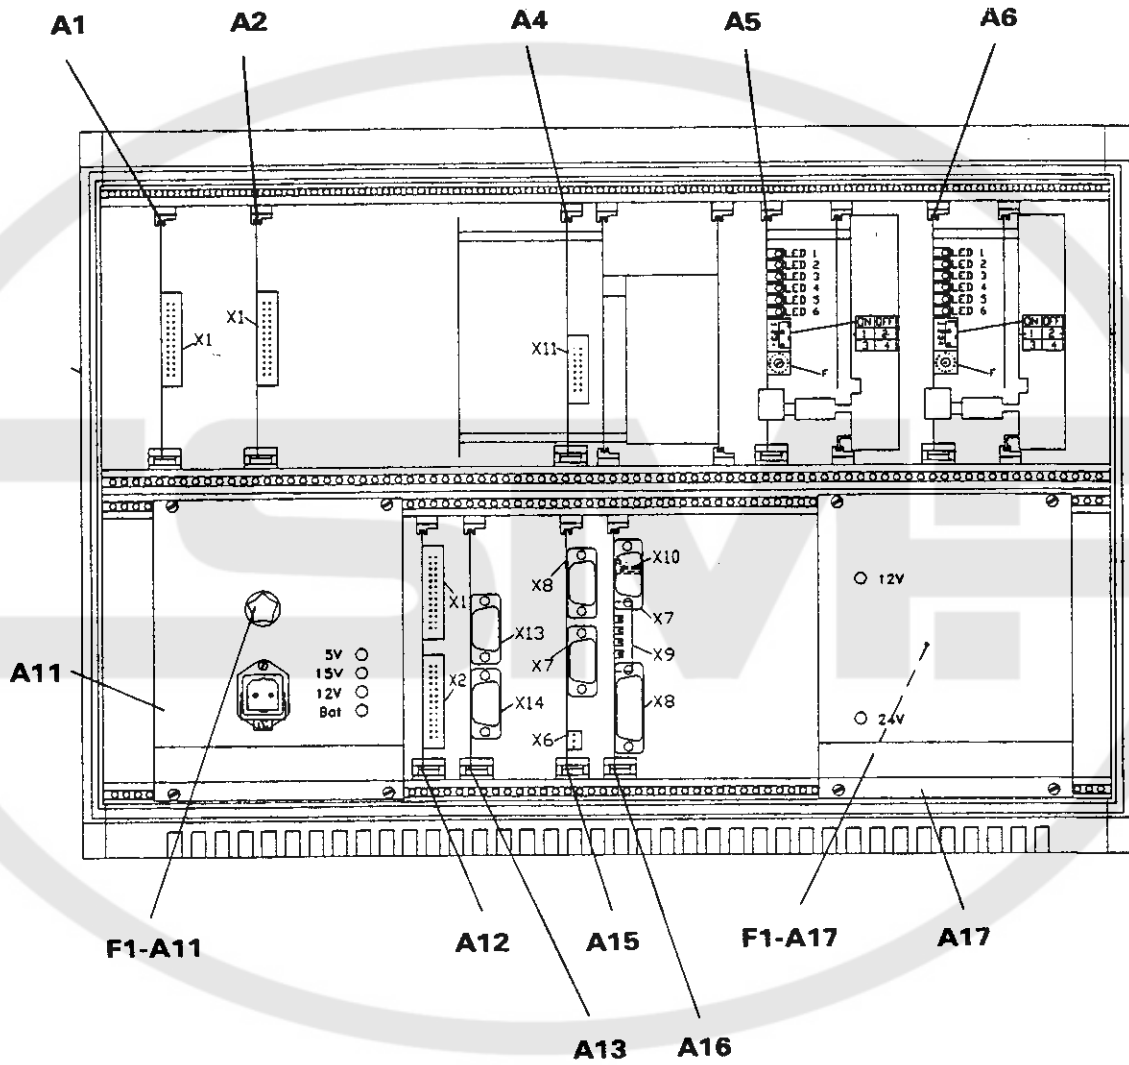 A1 A2 A4 A5 A6
LED 1 LED 1
LED 2 LED 2
LED 3 LED 3
LED 4 LED 4
LED 5 LED 5
LED 6 LED 6
X1 X1 X11
ON OFF ON OFF
1 2 1 2
3 4 3 4
F F
X8 X10
12V
X1 X7
X13
5V X7 X9
15V
A11
12V X2
Bat X14 X8
X6 24V
F1-A11 A12 A15 F1-A17 A17
A13 A16